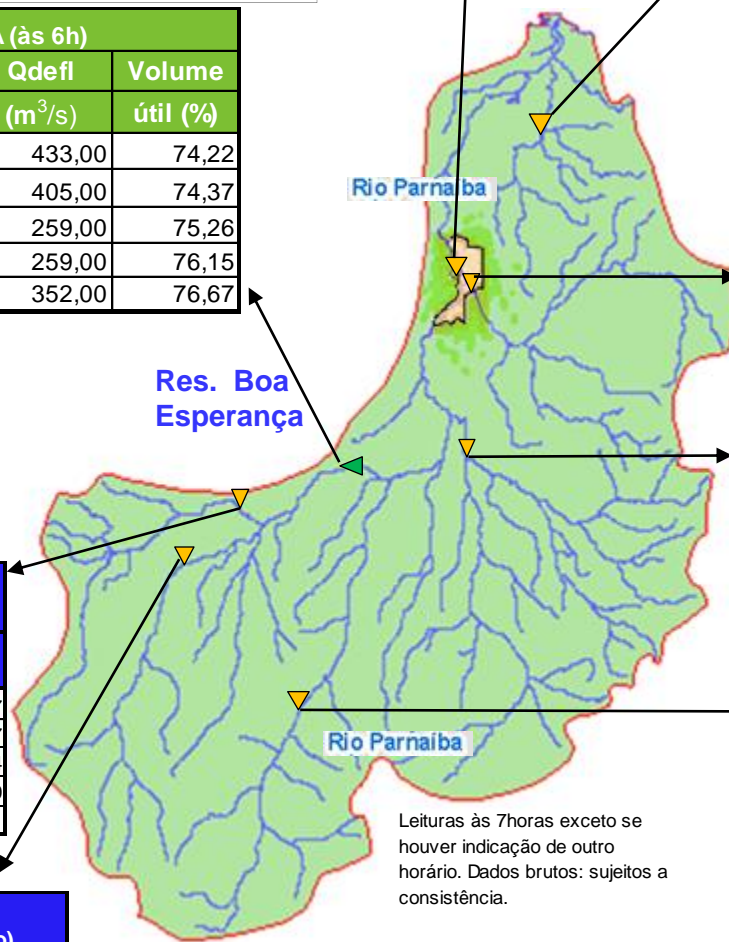 (às 6h)
Qdefl Volume
(m³/s) útil (%)
433,00 74,22
405,00 74,37
259,00 75,26
259,00 76,15
352,00 76,67
Rio Parnaíba
Res. Boa
Esperança
Rio Parnaíba
Leituras às 7horas exceto se
houver indicação de outro
horário. Dados brutos: sujeitos a
consistência.